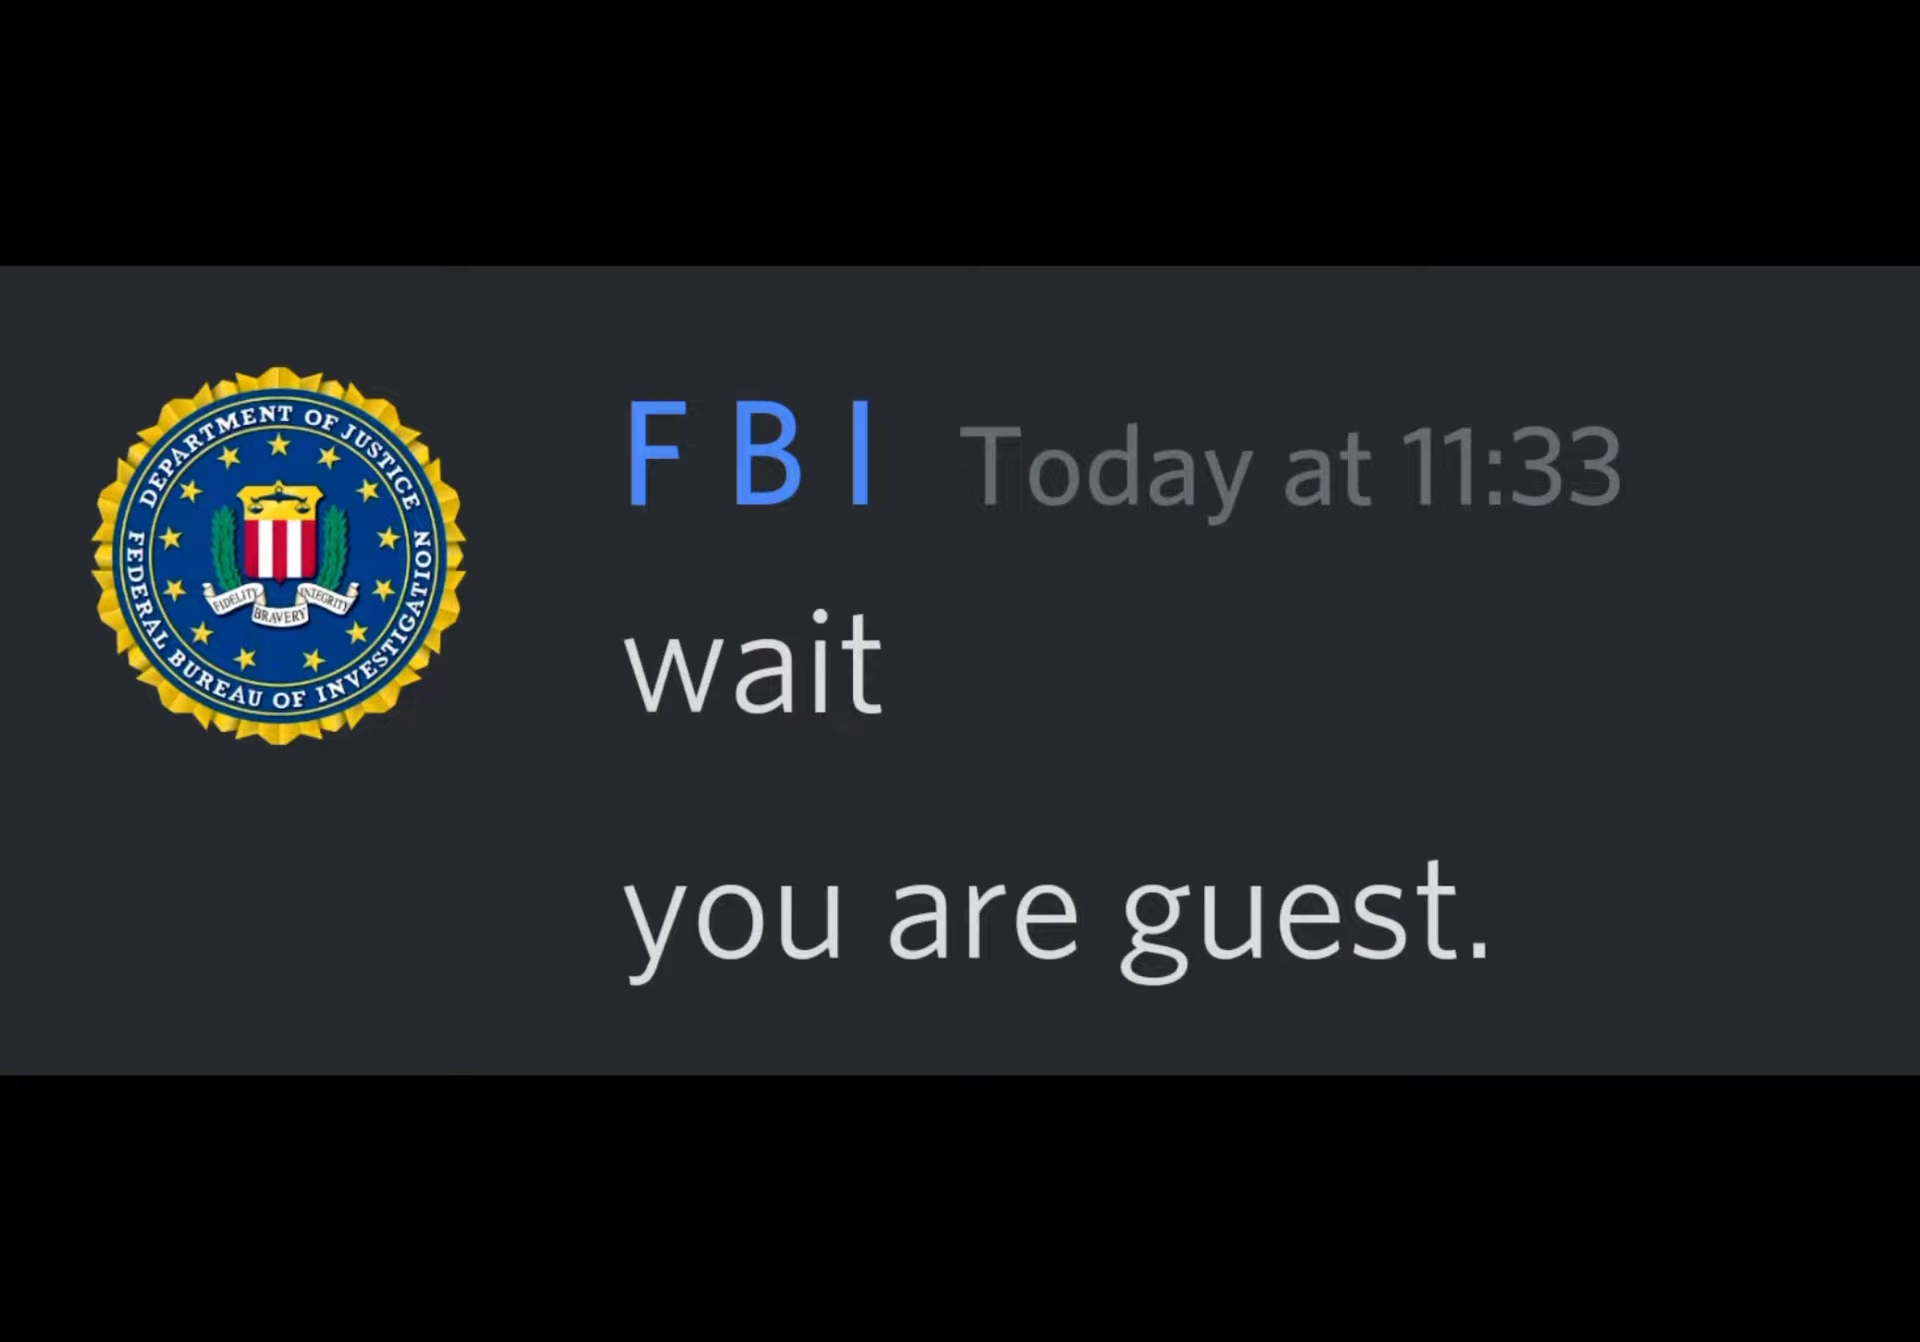 DEPARTMENT OF JUSTICE
FEDERAL BUREAU OF INVESTIGATION
FIDELITY BRAVERY INTEGRITY
F B I Today at 11:33
wait
you are guest.